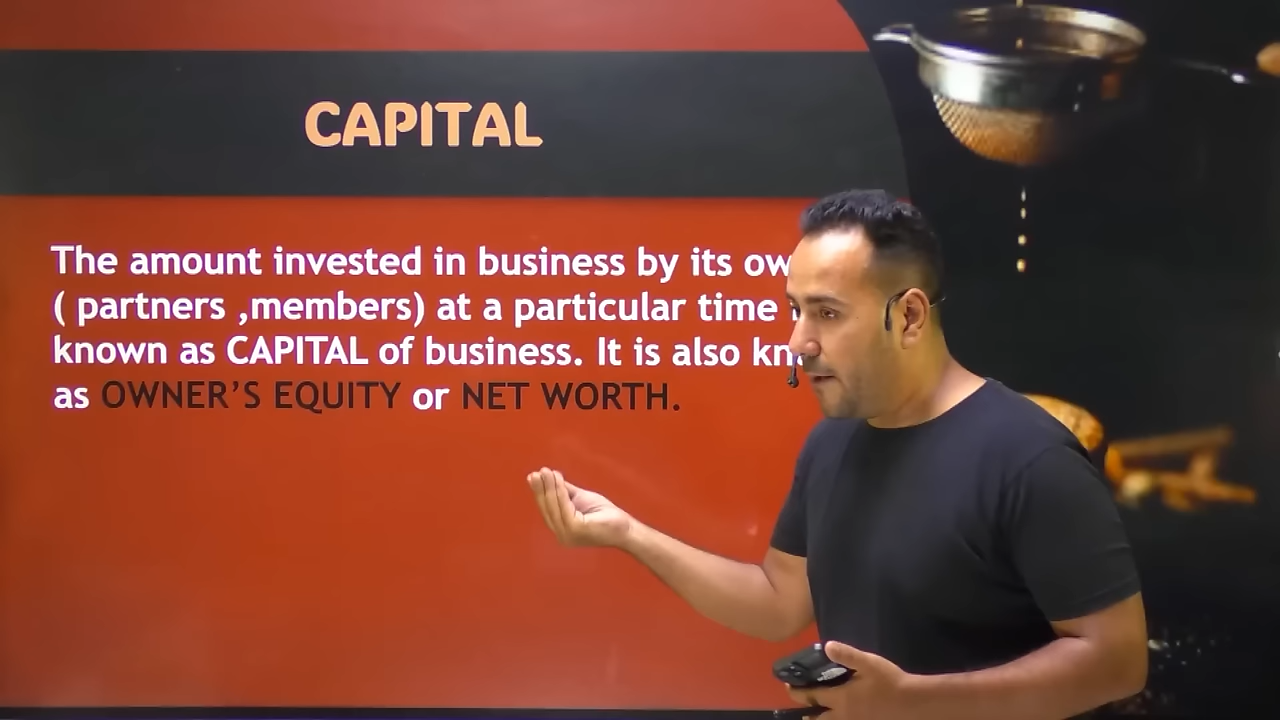 CAPITAL
The amount invested in business by its
( partners ,members) at a particular time
known as CAPITAL of business. It is also
as OWNER’S EQUITY or NET WORTH.